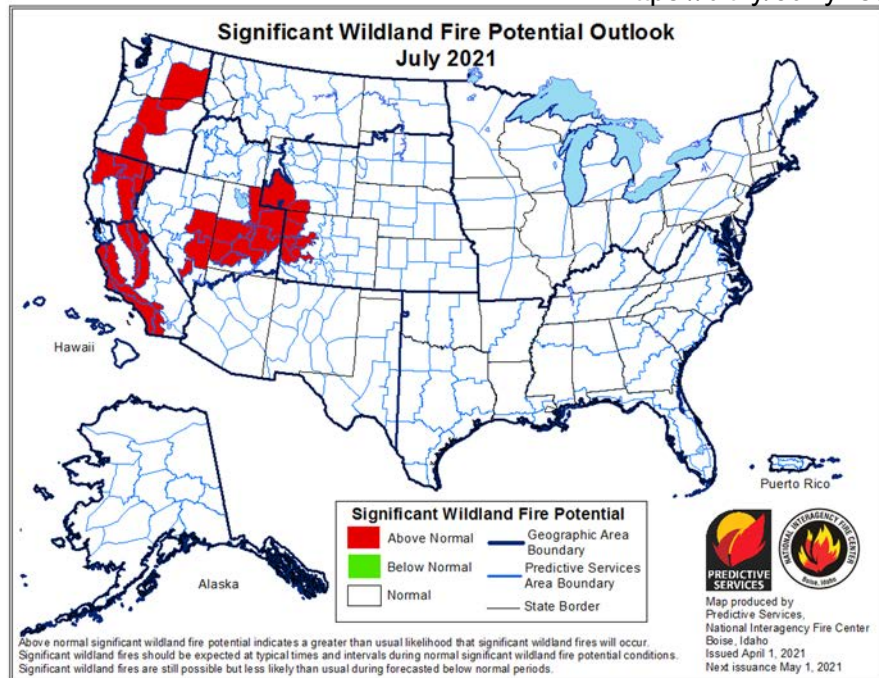 Significant Wildland Fire Potential Outlook
July 2021
Hawaii
Alaska
Puerto Rico
Significant Wildland Fire Potential
Above Normal
Below Normal
Normal
Geographic Area
Boundary
Predictive Services
Area Boundary
State Border
PREDICTIVE
SERVICES
NATIONAL INTERAGENCY FIRE CENTER
Boise, Idaho
Map produced by
Predictive Services,
National Interagency Fire Center
Boise, Idaho
Issued April 1, 2021
Next issuance May 1, 2021
Above normal significant wildland fire potential indicates a greater than usual likelihood that significant wildland fires will occur.
Significant wildland fires should be expected at typical times and intervals during normal significant wildland fire potential conditions.
Significant wildland fires are still possible but less likely than usual during forecasted below normal periods.